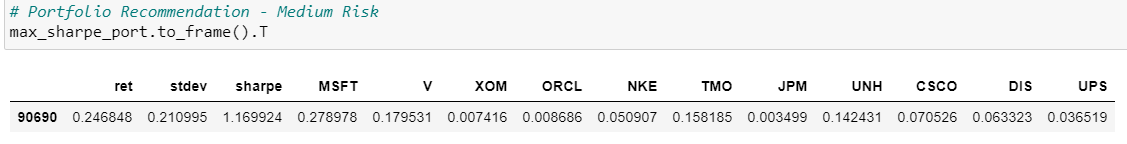 # Portfolio Recommendation - Medium Risk
max_sharpe_port.to_frame().T
ret stdev sharpe MSFT V XOM ORCL NKE TMO JPM UNH CSCO DIS UPS
90690 0.246848 0.210995 1.169924 0.278978 0.179531 0.007416 0.008686 0.050907 0.158185 0.003499 0.142431 0.070526 0.063323 0.036519